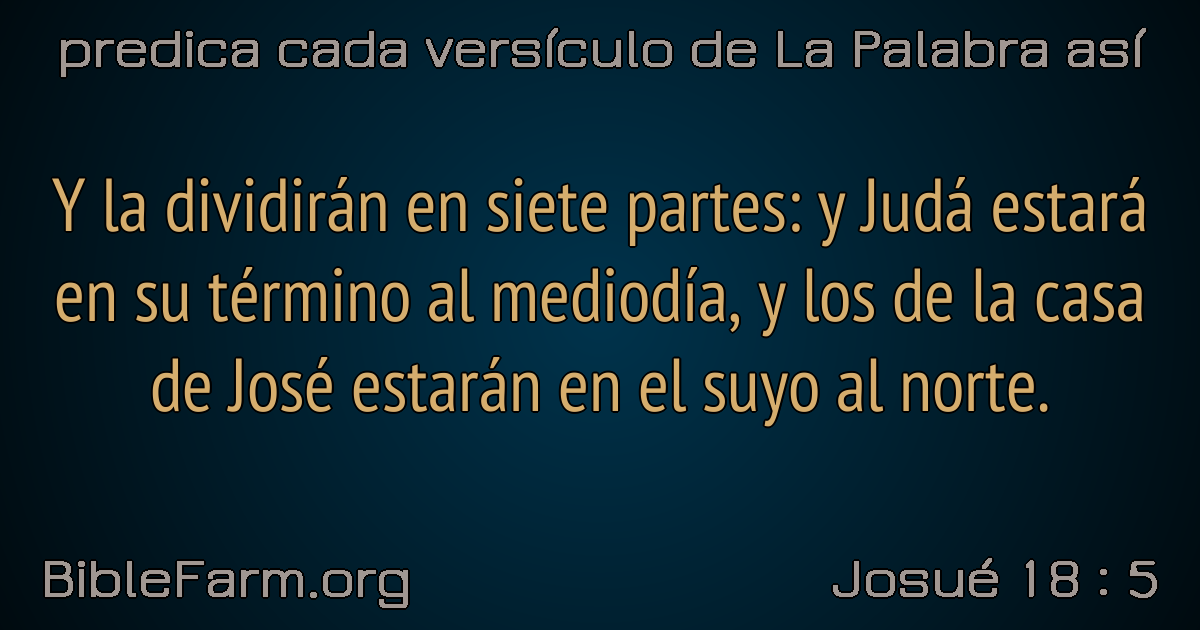 predica cada versículo de La Palabra así
Y la dividirán en siete partes: y Judá estará
en su término al mediodía, y los de la casa
de José estarán en el suyo al norte.
BibleFarm.org
Josué 18 : 5